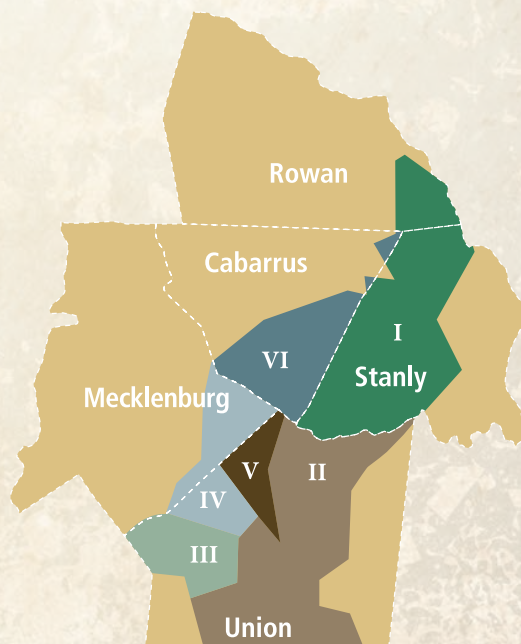 Rowan
Cabarrus
I
VI
Stanly
Mecklenburg
V
II
IV
III
Union